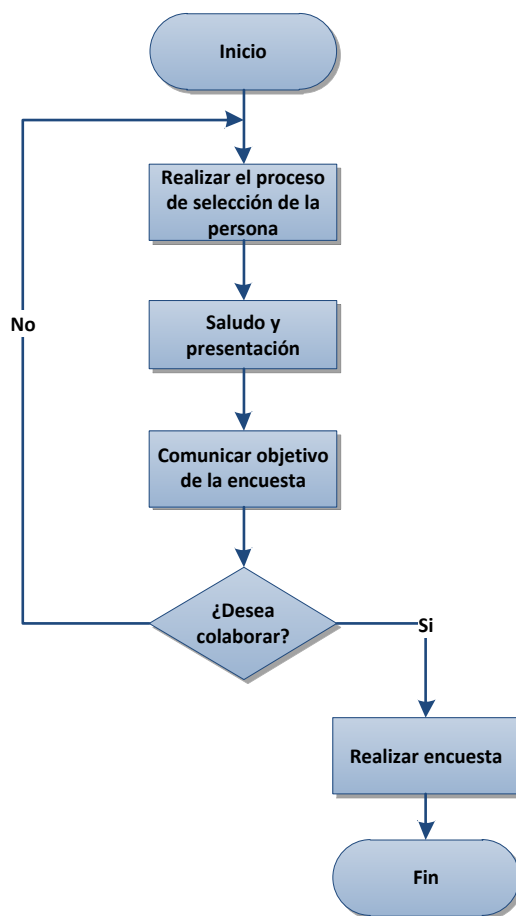 Inicio
Realizar el proceso
de selección de la
persona
No
Saludo y
presentación
Comunicar objetivo
de la encuesta
¿Desea
colaborar?
Si
Realizar encuesta
Fin